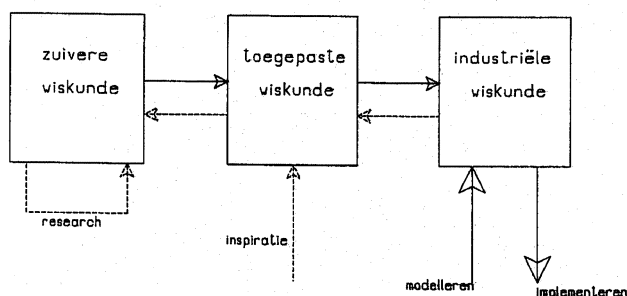 zuivere
wiskunde
toegepaste
wiskunde
industriële
wiskunde
research
inspiratie
modelleren
implementeren